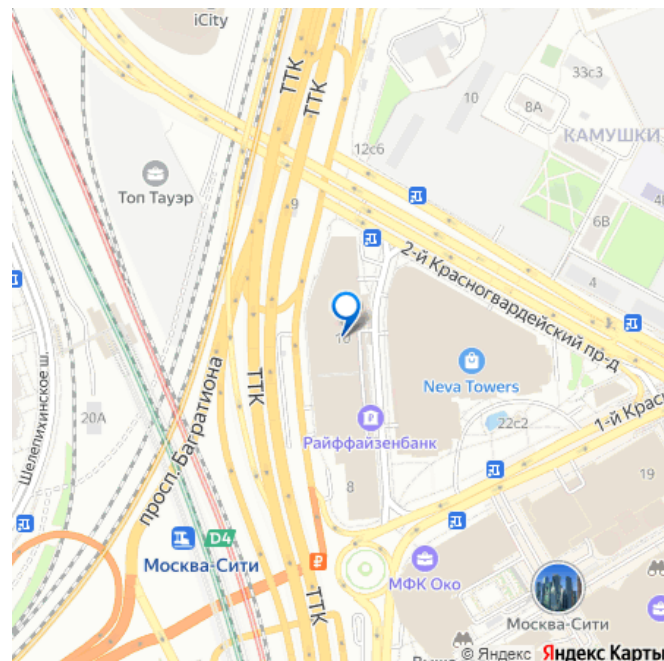 iCity
ТТК
ТТК
33с3
10
8А
КАМУШКИ
12с6
Топ Тауэр
9
6В
2-й Красногвардейский пр-д
4
Шелепихинское ш.
просп. Багратиона
ТТК
10
Neva Towers
20А
Райффайзенбанк
22с2
1-й Крас
8
19
D4
Москва-Сити
₽
МФК Око
ТТК
Москва-Сити
© Яндекс Яндекс Карты